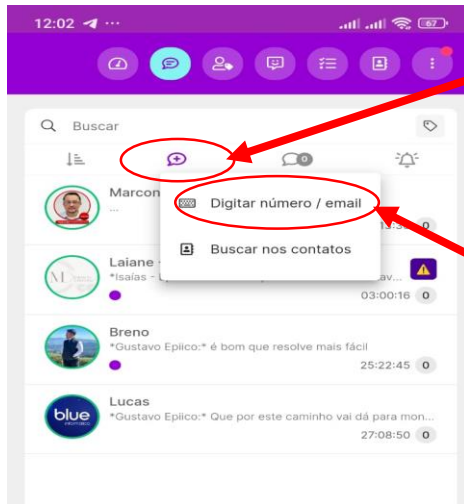 12:02
67
Buscar
0
Digitar número / email
Buscar nos contatos
Marcon
...
0
Laiane
*Isaías -
av...
03:00:16 0
Breno
*Gustavo Epiico:* é bom que resolve mais fácil
25:22:45 0
blue
Lucas
*Gustavo Epiico:* Que por este caminho vai dá para mon...
27:08:50 0